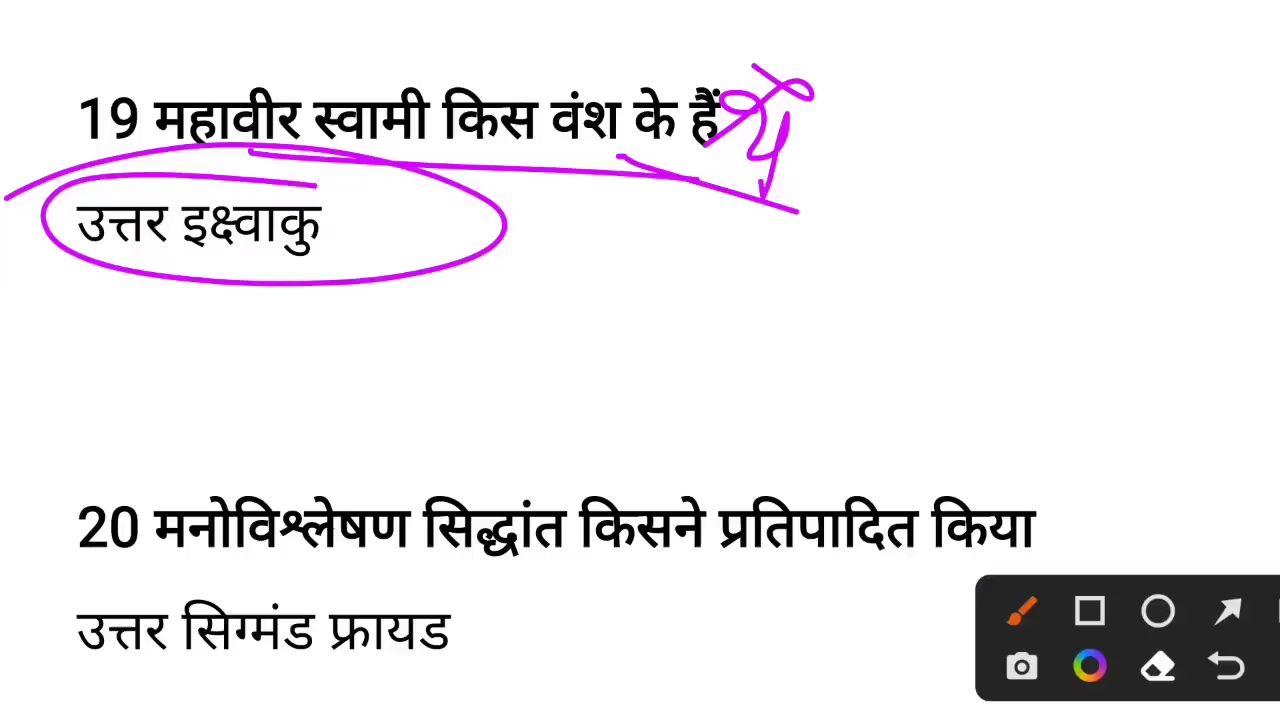 19 महावीर स्वामी किस वंश के हैं
उत्तर इक्ष्वाकु
20 मनोविश्लेषण सिद्धांत किसने प्रतिपादित किया
उत्तर सिग्मंड फ्रायड